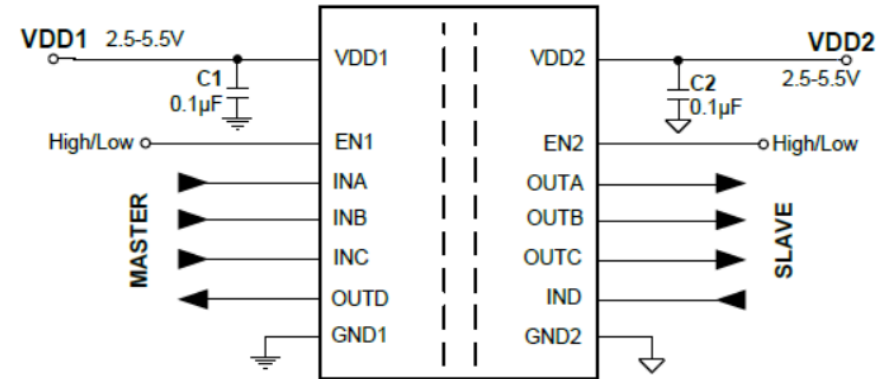 VDD1 2.5-5.5V
C1
0.1µF
High/Low
MASTER
VDD1
EN1
INA
INB
INC
OUTD
GND1
VDD2
EN2
OUTA
OUTB
OUTC
IND
GND2
VDD2
2.5-5.5V
C2
0.1µF
High/Low
SLAVE